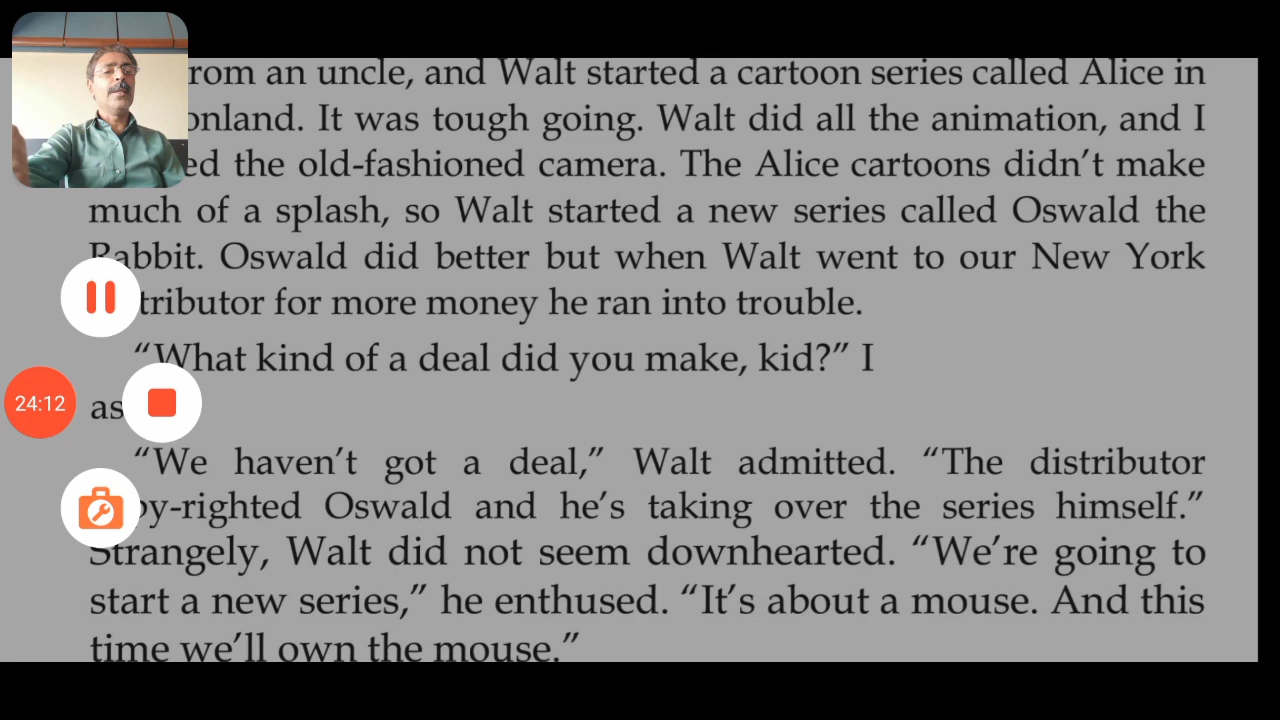 rom an uncle, and Walt started a cartoon series called Alice in
onland. It was tough going. Walt did all the animation, and I
ed the old-fashioned camera. The Alice cartoons didn't make
much of a splash, so Walt started a new series called Oswald the
Rabbit. Oswald did better but when Walt went to our New York
tributor for more money he ran into trouble.
“What kind of a deal did you make, kid?” I
as
24:12
“We haven't got a deal,” Walt admitted. “The distributor
py-righted Oswald and he's taking over the series himself.”
Strangely, Walt did not seem downhearted. “We're going to
start a new series,” he enthused. “It's about a mouse. And this
time we'll own the mouse.”